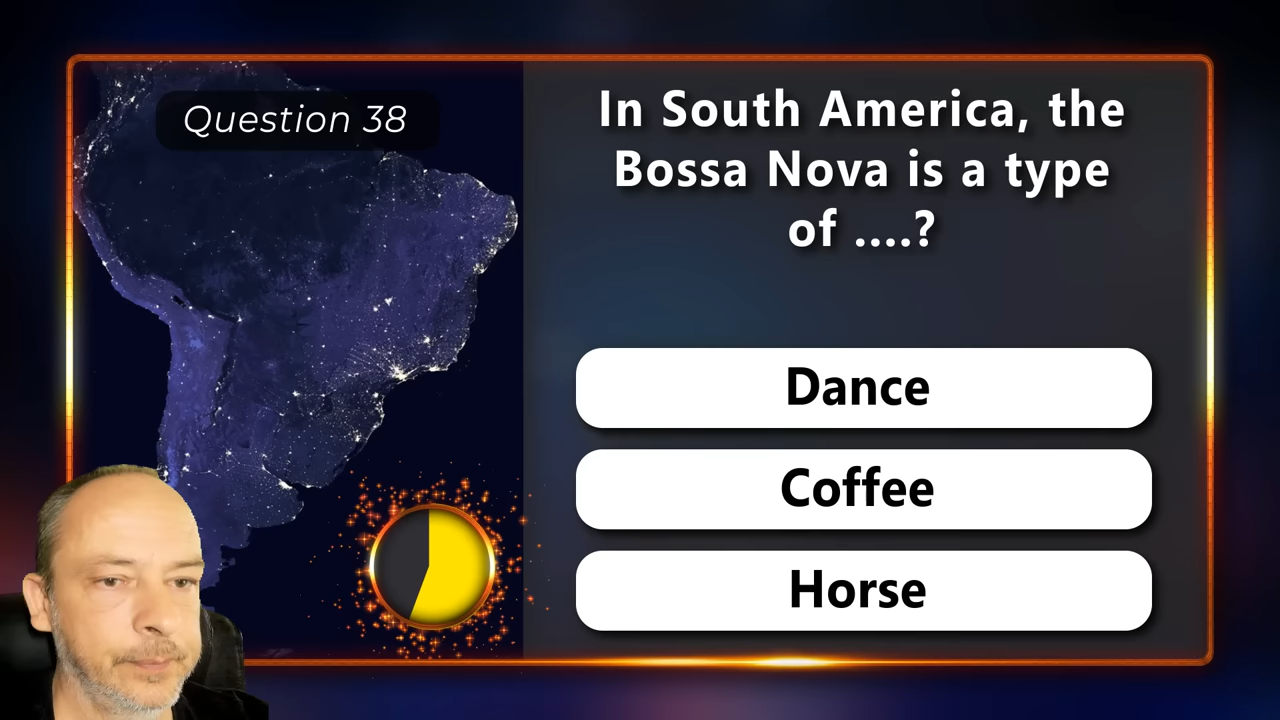 Question 38
In South America, the
Bossa Nova is a type
of ....?
Dance
Coffee
Horse